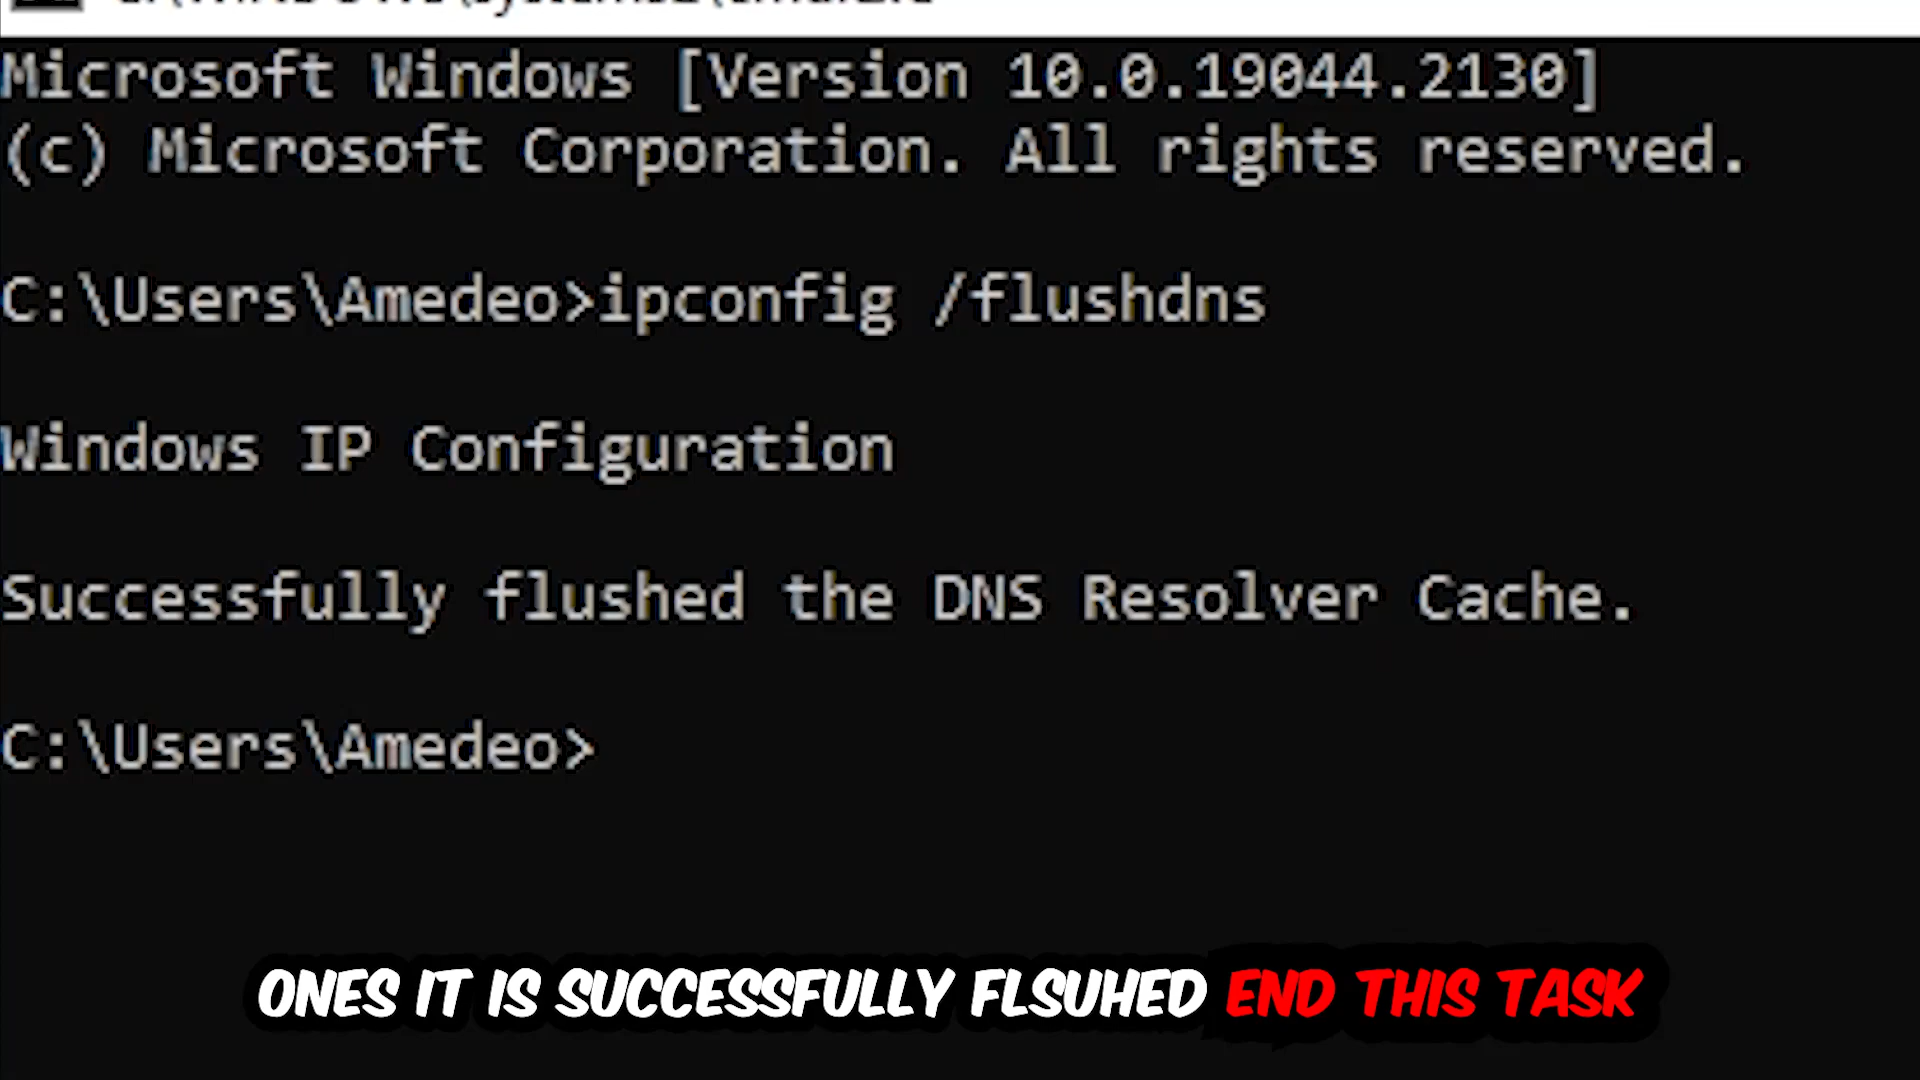 Microsoft Windows [Version 10.0.19044.2130]
(c) Microsoft Corporation. All rights reserved.
C:\Users\Amedeo>ipconfig /flushdns
Windows IP Configuration
Successfully flushed the DNS Resolver Cache.
C:\Users\Amedeo>
ONES IT IS SUCCESSFULLY FLSUHED END THIS TASK